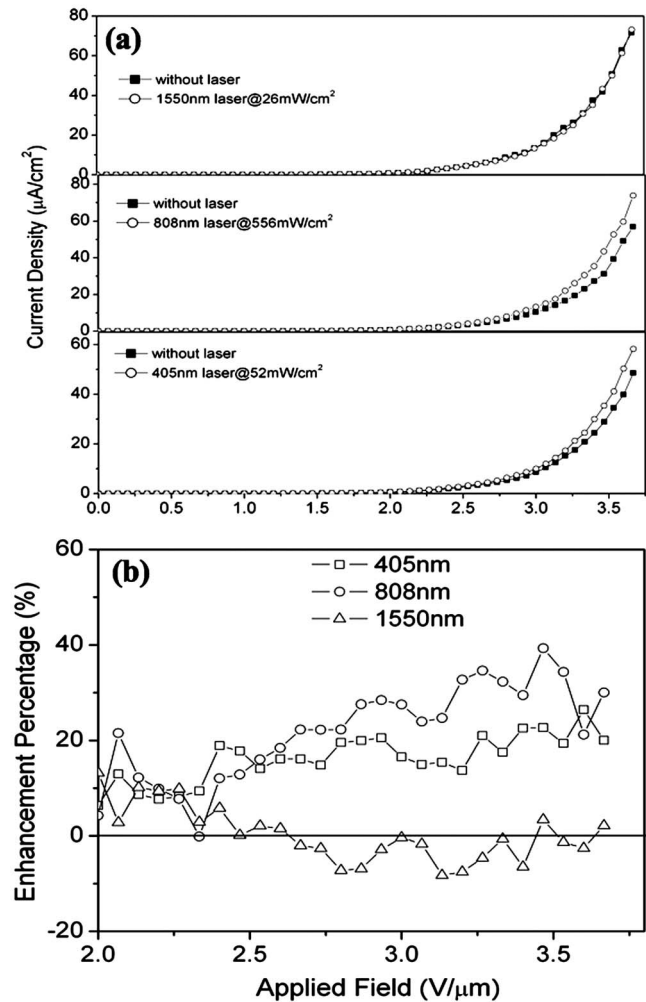 (a)
80
60
40
20
0
without laser
1550nm laser@26mW/cm²
80
60
40
20
0
without laser
808nm laser@556mW/cm²
60
40
20
0
without laser
405nm laser@52mW/cm²
Current Density (μA/cm²)
0.0 0.5 1.0 1.5 2.0 2.5 3.0 3.5
(b)
405nm
808nm
1550nm
60
40
20
0
-20
Enhancement Percentage (%)
2.0 2.5 3.0 3.5
Applied Field (V/μm)